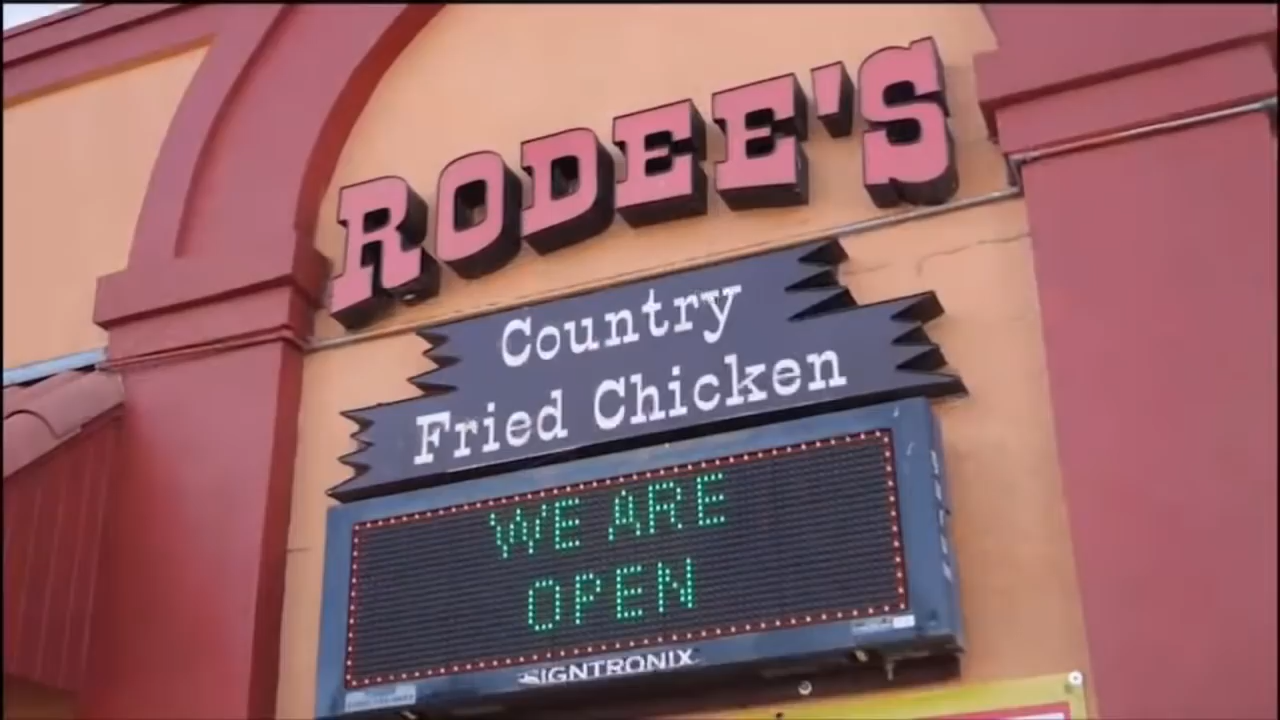 RODEE'S
Country
Fried Chicken
WE ARE
OPEN
SIGNTRONIX